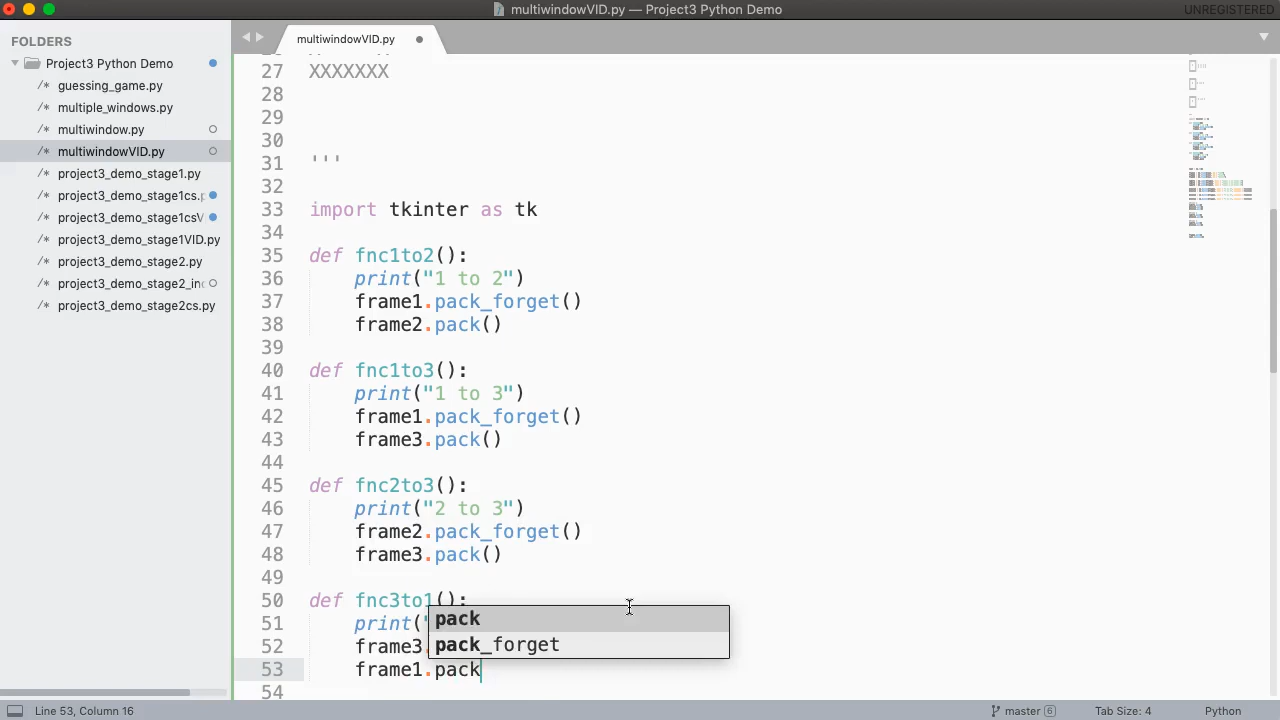 multiwindowVID.py — Project3 Python Demo
UNREGISTERED
FOLDERS
Project3 Python Demo
/* guessing_game.py
/* multiple_windows.py
/* multiwindow.py
/* multiwindowVID.py
/* project3_demo_stage1.py
/* project3_demo_stage1cs.p
/* project3_demo_stage1csV
/* project3_demo_stage1VID.py
/* project3_demo_stage2.py
/* project3_demo_stage2_inc
/* project3_demo_stage2cs.py
multiwindowVID.py
27 XXXXXXX
28
29
30
31 '''
32
33 import tkinter as tk
34
35 def fnc1to2():
36 print("1 to 2")
37 frame1.pack_forget()
38 frame2.pack()
39
40 def fnc1to3():
41 print("1 to 3")
42 frame1.pack_forget()
43 frame3.pack()
44
45 def fnc2to3():
46 print("2 to 3")
47 frame2.pack_forget()
48 frame3.pack()
49
50 def fnc3to1():
51 print("
52 frame3
53 frame1.pack
54
pack
pack_forget
Line 53, Column 16
master 6
Tab Size: 4
Python